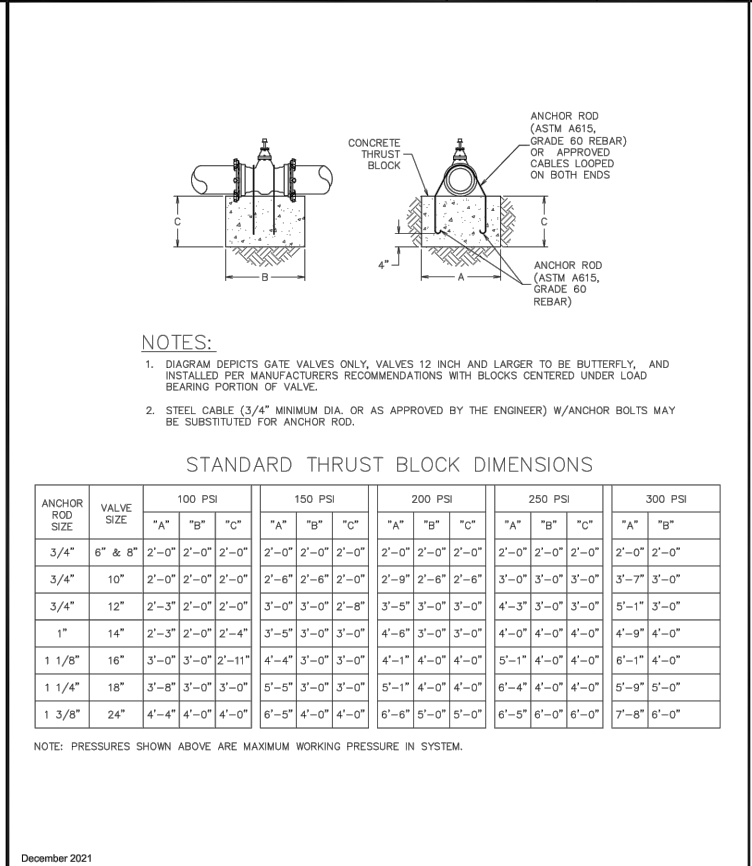 CONCRETE
THRUST
BLOCK
ANCHOR ROD
(ASTM A615,
GRADE 60 REBAR)
OR APPROVED
CABLES LOOPED
ON BOTH ENDS
C
B
C
4"
A
ANCHOR ROD
(ASTM A615,
GRADE 60
REBAR)
NOTES:
1. DIAGRAM DEPICTS GATE VALVES ONLY, VALVES 12 INCH AND LARGER TO BE BUTTERFLY, AND
INSTALLED PER MANUFACTURERS RECOMMENDATIONS WITH BLOCKS CENTERED UNDER LOAD
BEARING PORTION OF VALVE.
2. STEEL CABLE (3/4" MINIMUM DIA. OR AS APPROVED BY THE ENGINEER) W/ANCHOR BOLTS MAY
BE SUBSTITUTED FOR ANCHOR ROD.
STANDARD THRUST BLOCK DIMENSIONS
ANCHOR ROD SIZE VALVE SIZE 100 PSI 150 PSI 200 PSI 250 PSI 300 PSI
"A" "B" "C" "A" "B" "C" "A" "B" "C" "A" "B" "C" "A" "B"
3/4" 6" & 8" 2'-0" 2'-0" 2'-0" 2'-0" 2'-0" 2'-0" 2'-0" 2'-0" 2'-0" 2'-0" 2'-0" 2'-0" 2'-0" 2'-0"
3/4" 10" 2'-0" 2'-0" 2'-0" 2'-6" 2'-6" 2'-0" 2'-9" 2'-6" 2'-6" 3'-0" 3'-0" 3'-0" 3'-7" 3'-0"
3/4" 12" 2'-3" 2'-0" 2'-0" 3'-0" 3'-0" 2'-8" 3'-5" 3'-0" 3'-0" 4'-3" 3'-0" 3'-0" 5'-1" 3'-0"
1" 14" 2'-3" 2'-0" 2'-4" 3'-5" 3'-0" 3'-0" 4'-6" 3'-0" 3'-0" 4'-0" 4'-0" 4'-0" 4'-9" 4'-0"
1 1/8" 16" 3'-0" 3'-0" 2'-11" 4'-4" 3'-0" 3'-0" 4'-1" 4'-0" 4'-0" 5'-1" 4'-0" 4'-0" 6'-1" 4'-0"
1 1/4" 18" 3'-8" 3'-0" 3'-0" 5'-5" 3'-0" 3'-0" 5'-1" 4'-0" 4'-0" 6'-4" 4'-0" 4'-0" 5'-9" 5'-0"
1 3/8" 24" 4'-4" 4'-0" 4'-0" 6'-5" 4'-0" 4'-0" 6'-6" 5'-0" 5'-0" 6'-5" 6'-0" 6'-0" 7'-8" 6'-0"
NOTE: PRESSURES SHOWN ABOVE ARE MAXIMUM WORKING PRESSURE IN SYSTEM.
December 2021